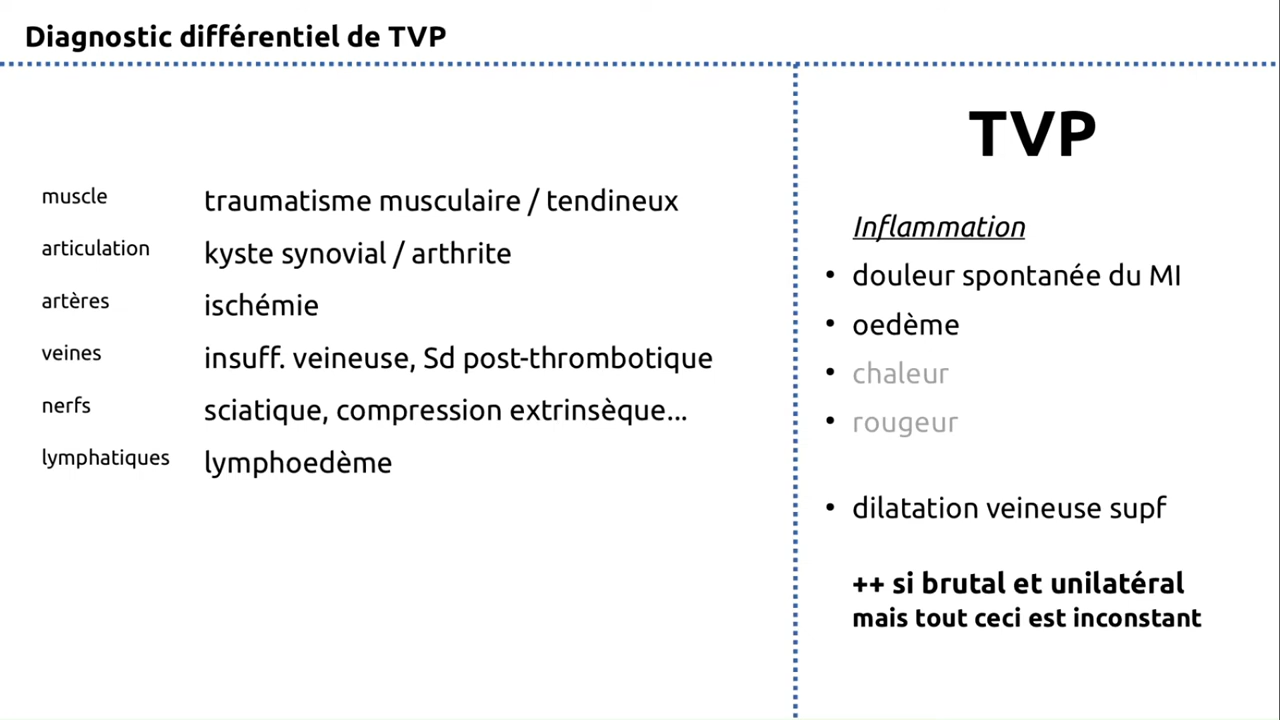 Diagnostic différentiel de TVP
muscle traumatisme musculaire / tendineux
articulation kyste synovial / arthrite
artères ischémie
veines insuff. veineuse, Sd post-thrombotique
nerfs sciatique, compression extrinsèque...
lymphatiques lymphoedème
TVP
Inflammation
• douleur spontanée du MI
• oedème
• chaleur
• rougeur
• dilatation veineuse supf
++ si brutal et unilatéral
mais tout ceci est inconstant